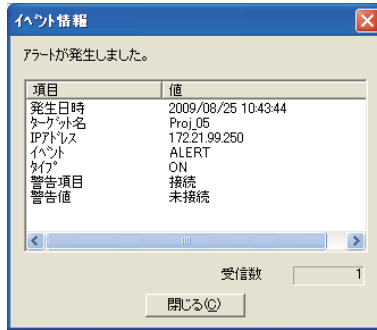 ｲﾍﾞﾝﾄ情報
アラートが発生しました。
項目 値
発生日時 2009/08/25 10:43:44
ﾀｰｹﾞｯﾄ名 Proj_05
IPｱﾄﾞﾚｽ 172.21.99.250
ｲﾍﾞﾝﾄ ALERT
ﾀｲﾌﾟ ON
警告項目 接続
警告値 未接続
受信数 1
閉じる(C)